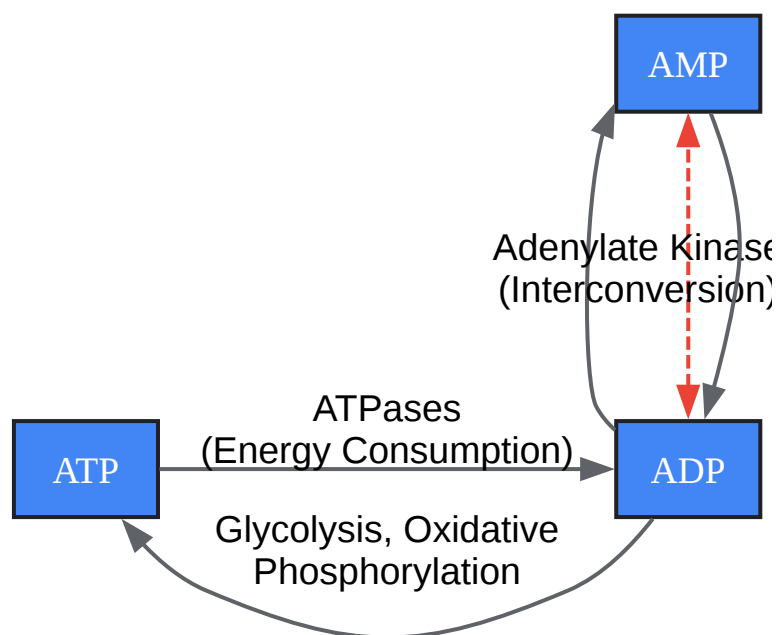 AMP
Adenylate Kinase
(Interconversion)
ATPases
(Energy Consumption)
ATP
ADP
Glycolysis, Oxidative
Phosphorylation